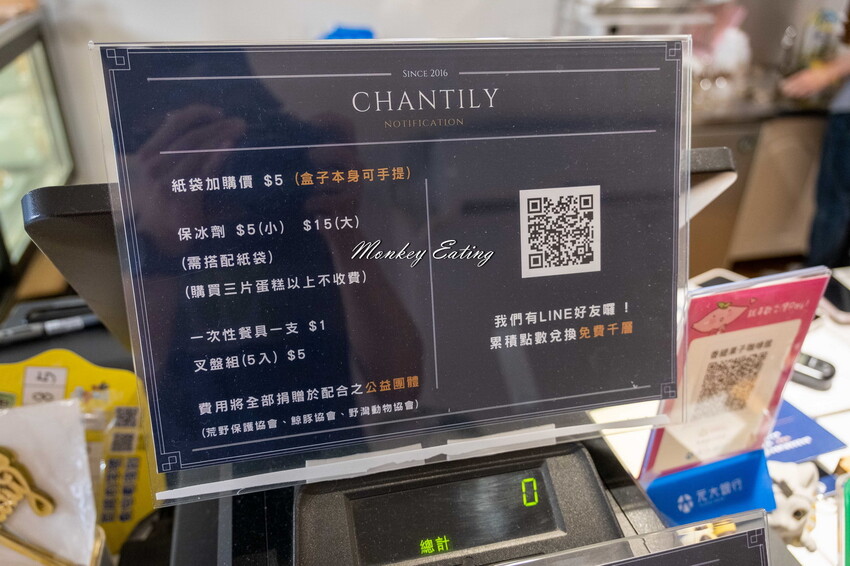 SINCE 2016
CHANTILY
NOTIFICATION
紙袋加購價 $5 (盒子本身可手提)
保冰劑 $5(小) $15(大)
(需搭配紙袋)
(購買三片蛋糕以上不收費)
一次性餐具一支 $1
叉盤組(5入) $5
費用將全部捐贈於配合之公益團體
(荒野保護協會、鯨豚協會、野灣動物協會)
我們有LINE好友囉！
累積點數兌換免費千層
Monkey Eating
元大銀行
0
總計